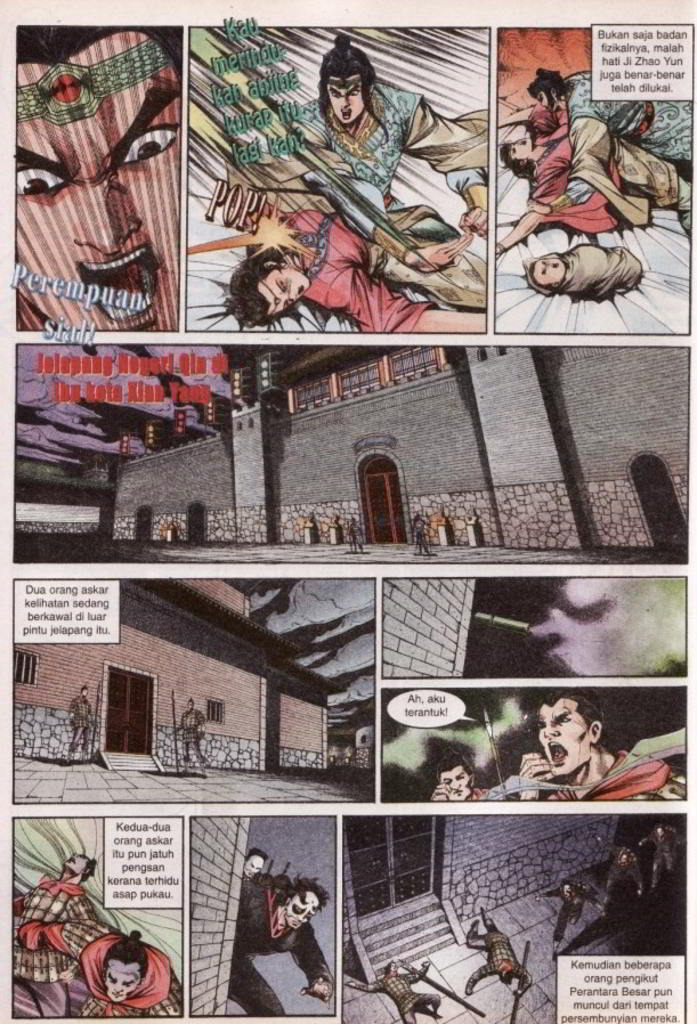 Perempuan
Sial!
Kau
merindu-
kan anjing
kurap itu
lagi kan?
POP!
Bukan saja badan
fizikalnya, malah
hati Ji Zhao Yun
juga benar-benar
telah dilukai.
Jelapang Negeri Qin di
ibu kota Xian Yang
Dua orang askar
kelihatan sedang
berkawal di luar
pintu jelapang itu.
Ah, aku
terantuk!
Kedua-dua
orang askar
itu pun jatuh
pengsan
kerana terhidu
asap pukau.
Kemudian beberapa
orang pengikut
Perantara Besar pun
muncul dari tempat
persembunyian mereka.